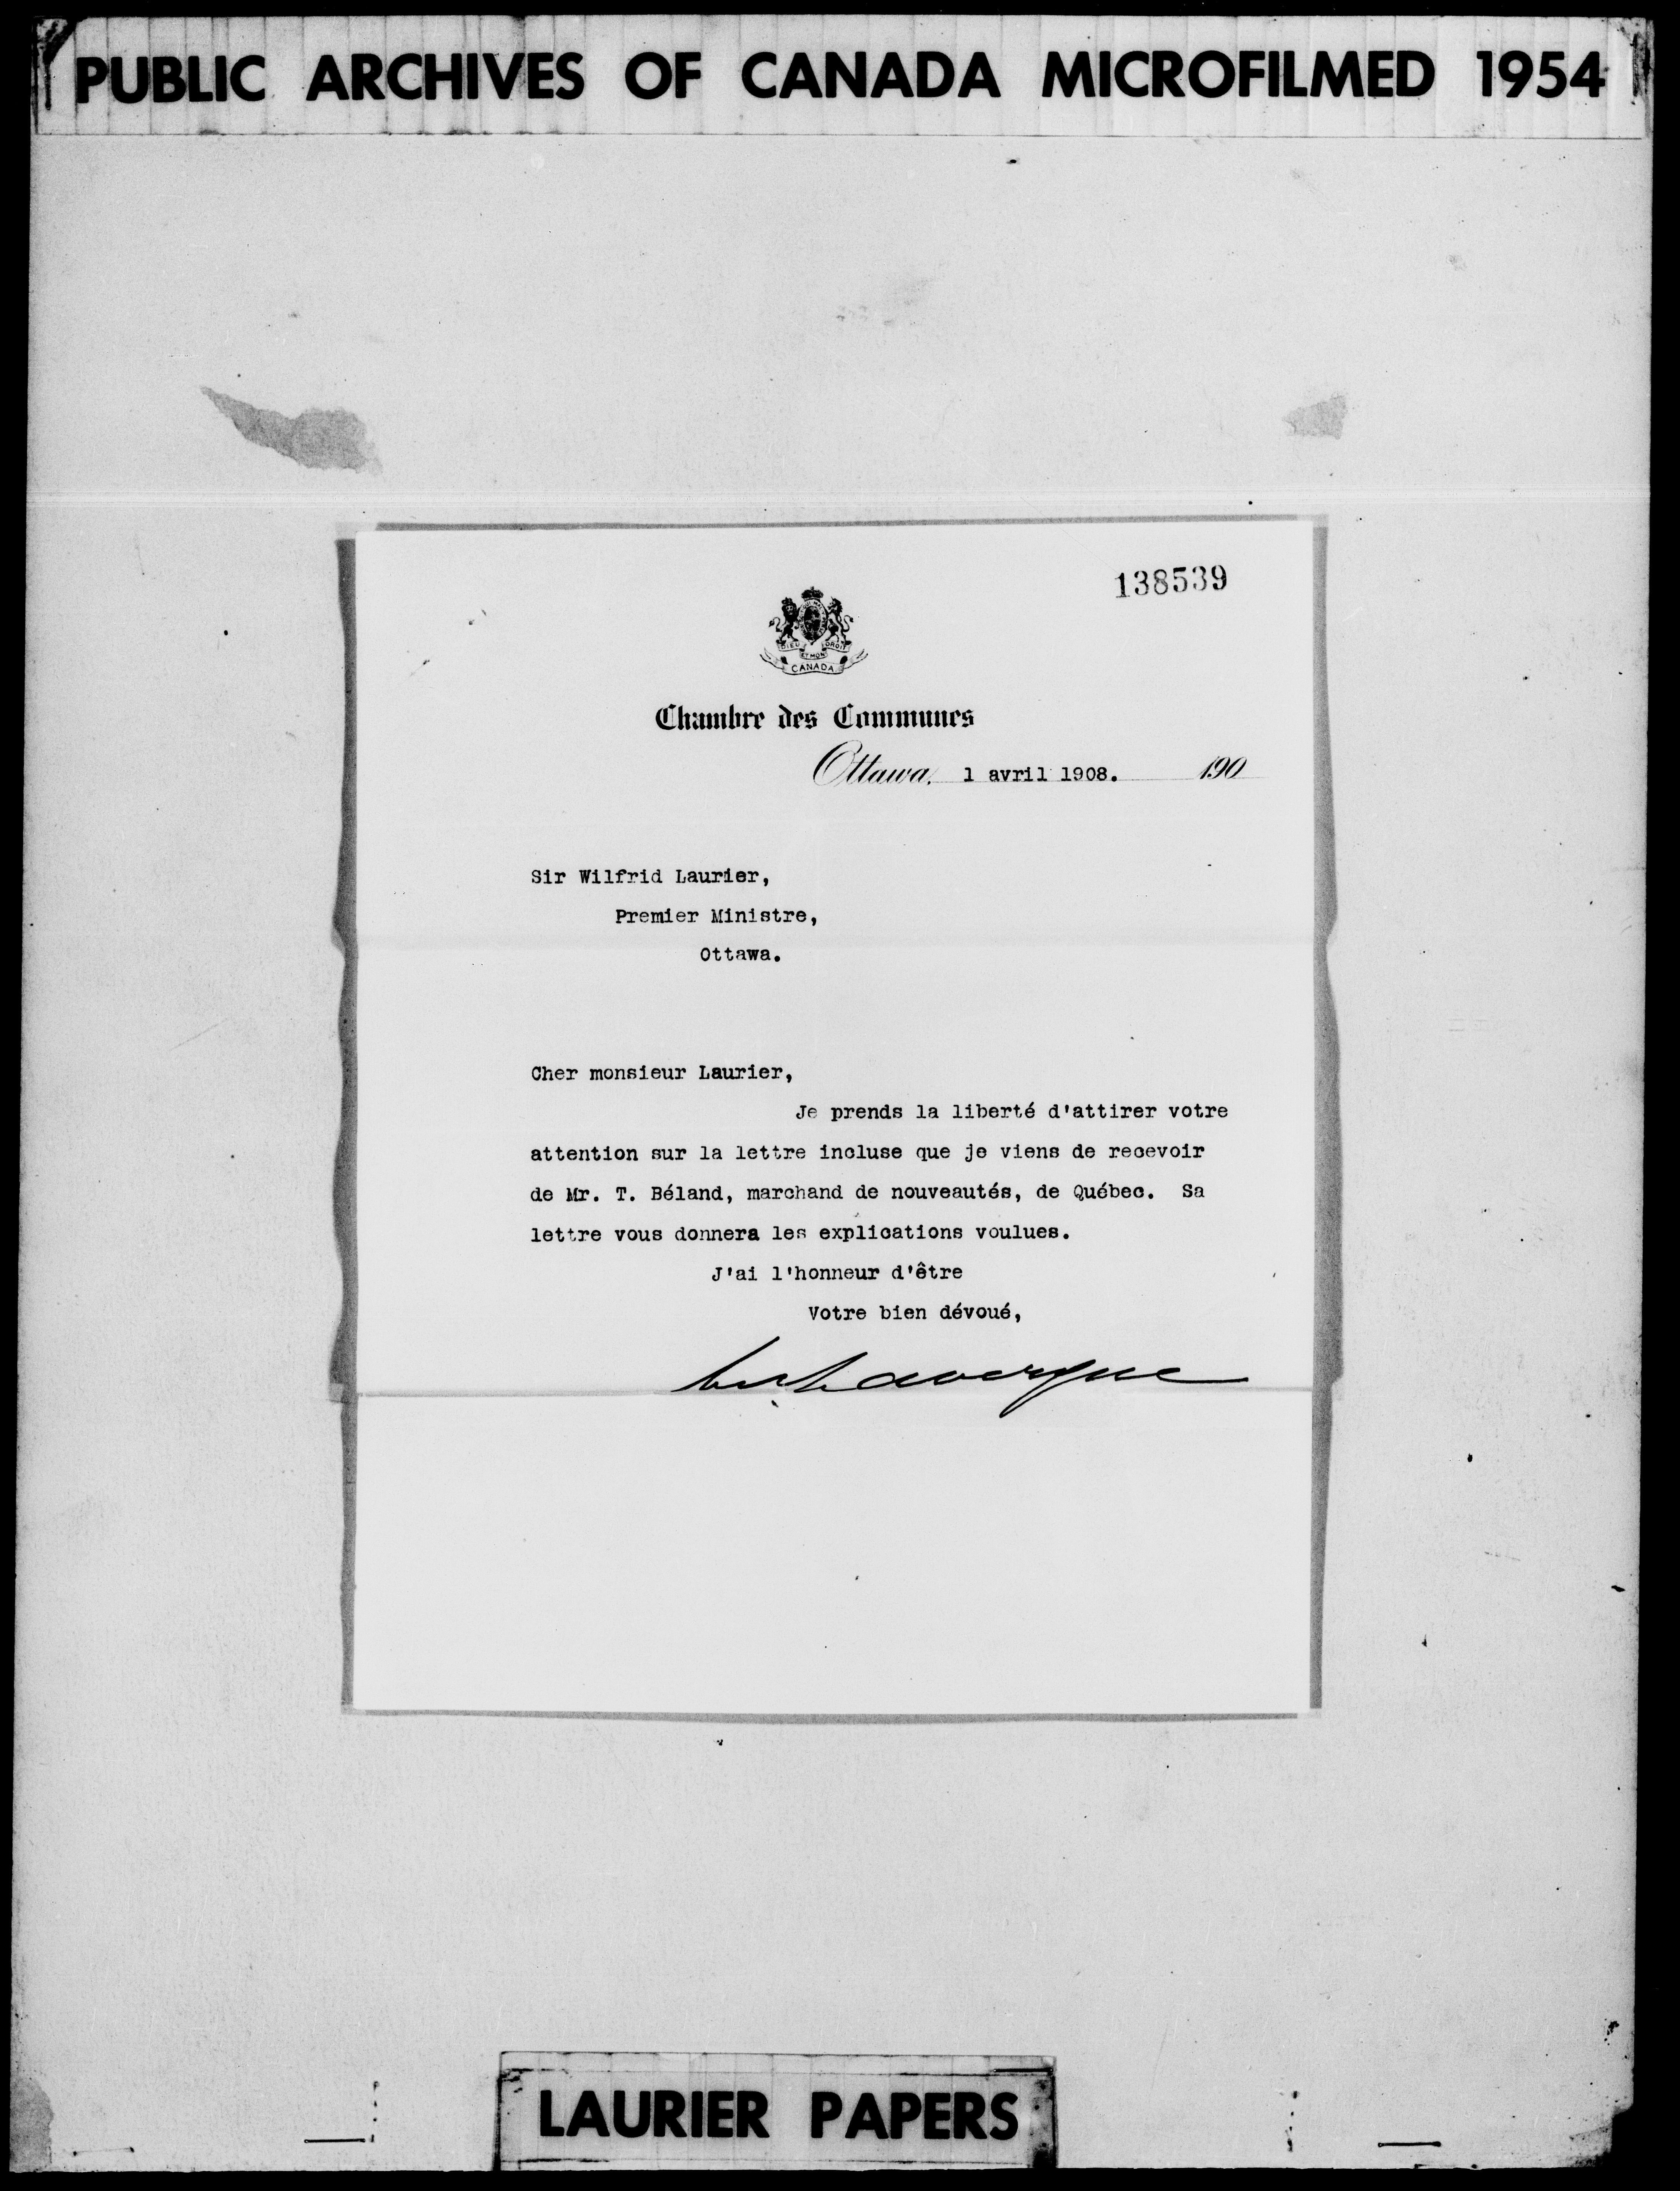 PUBLIC ARCHIVES OF CANADA MICROFILMED 1954
138539
DIEU ET MON DROIT
CANADA
Chambre des Communes
Ottawa, 1 avril 1908. 190
Sir Wilfrid Laurier,
Premier Ministre,
Ottawa.
Cher monsieur Laurier,
Je prends la liberté d'attirer votre
attention sur la lettre incluse que je viens de recevoir
de Mr. T. Béland, marchand de nouveautés, de Québec. Sa
lettre vous donnera les explications voulues.
J'ai l'honneur d'être
Votre bien dévoué,
Lavergne
LAURIER PAPERS